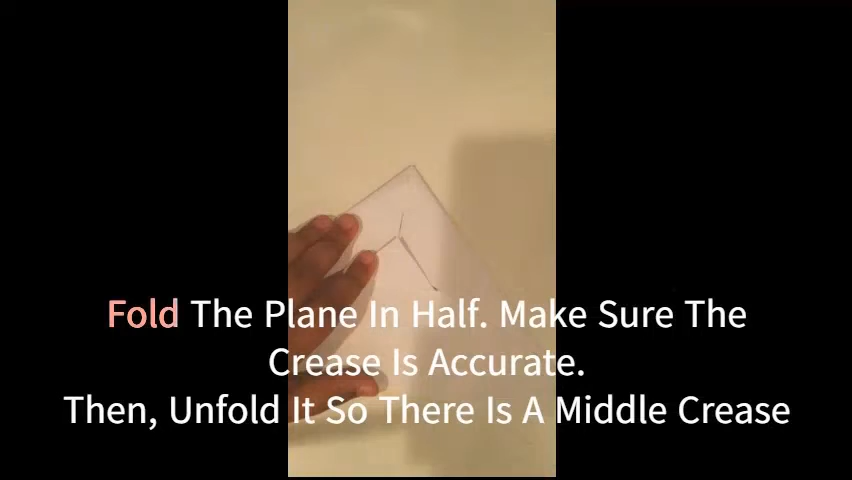 Fold The Plane In Half. Make Sure The
Crease Is Accurate.
Then, Unfold It So There Is A Middle Crease